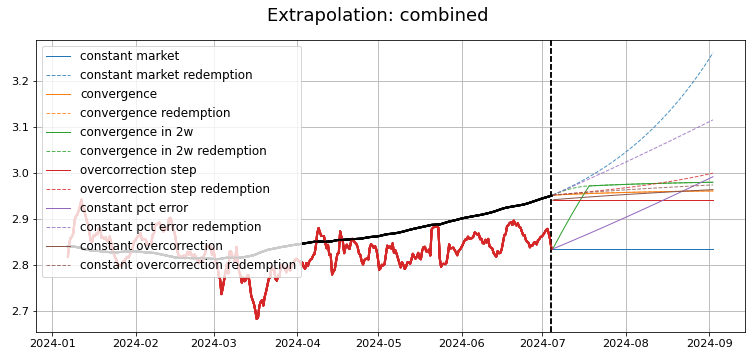 Extrapolation: combined
3.2
3.1
3.0
2.9
2.8
2.7
constant market
constant market redemption
convergence
convergence redemption
convergence in 2w
convergence in 2w redemption
overcorrection step
overcorrection step redemption
constant pct error
constant pct error redemption
constant overcorrection
constant overcorrection redemption
2024-01 2024-02 2024-03 2024-04 2024-05 2024-06 2024-07 2024-08 2024-09